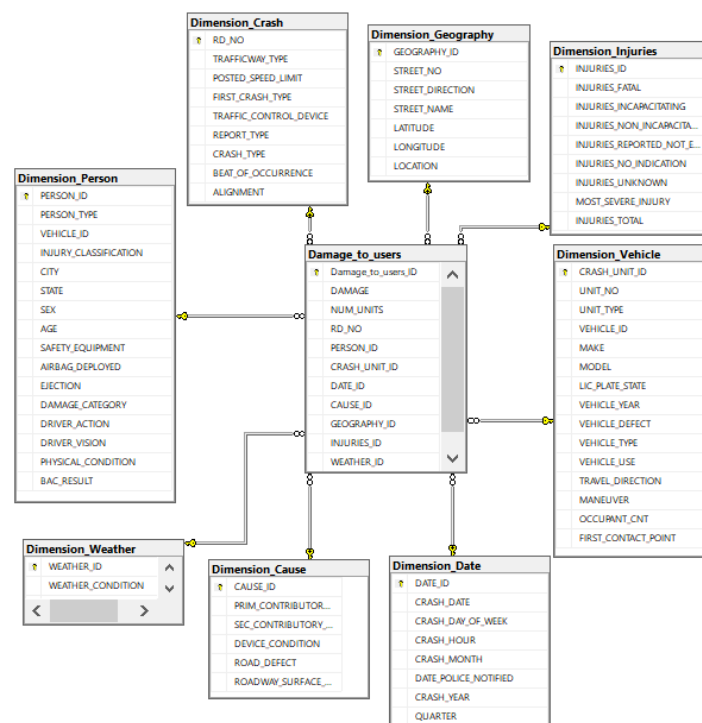 Dimension_Crash
RD_NO
TRAFFICWAY_TYPE
POSTED_SPEED_LIMIT
FIRST_CRASH_TYPE
TRAFFIC_CONTROL_DEVICE
REPORT_TYPE
CRASH_TYPE
BEAT_OF_OCCURRENCE
ALIGNMENT
Dimension_Geography
GEOGRAPHY_ID
STREET_NO
STREET_DIRECTION
STREET_NAME
LATITUDE
LONGITUDE
LOCATION
Dimension_Injuries
INJURIES_ID
INJURIES_FATAL
INJURIES_INCAPACITATING
INJURIES_NON_INCAPACITA...
INJURIES_REPORTED_NOT_E...
INJURIES_NO_INDICATION
INJURIES_UNKNOWN
MOST_SEVERE_INJURY
INJURIES_TOTAL
Dimension_Person
PERSON_ID
PERSON_TYPE
VEHICLE_ID
INJURY_CLASSIFICATION
CITY
STATE
SEX
AGE
SAFETY_EQUIPMENT
AIRBAG_DEPLOYED
EJECTION
DAMAGE_CATEGORY
DRIVER_ACTION
DRIVER_VISION
PHYSICAL_CONDITION
BAC_RESULT
Damage_to_users
Damage_to_users_ID
DAMAGE
NUM_UNITS
RD_NO
PERSON_ID
CRASH_UNIT_ID
DATE_ID
CAUSE_ID
GEOGRAPHY_ID
INJURIES_ID
WEATHER_ID
Dimension_Vehicle
CRASH_UNIT_ID
UNIT_NO
UNIT_TYPE
VEHICLE_ID
MAKE
MODEL
LIC_PLATE_STATE
VEHICLE_YEAR
VEHICLE_DEFECT
VEHICLE_TYPE
VEHICLE_USE
TRAVEL_DIRECTION
MANEUVER
OCCUPANT_CNT
FIRST_CONTACT_POINT
Dimension_Weather
WEATHER_ID
WEATHER_CONDITION
Dimension_Cause
CAUSE_ID
PRIM_CONTRIBUTOR...
SEC_CONTRIBUTORY_...
DEVICE_CONDITION
ROAD_DEFECT
ROADWAY_SURFACE_...
Dimension_Date
DATE_ID
CRASH_DATE
CRASH_DAY_OF_WEEK
CRASH_HOUR
CRASH_MONTH
DATE_POLICE_NOTIFIED
CRASH_YEAR
QUARTER